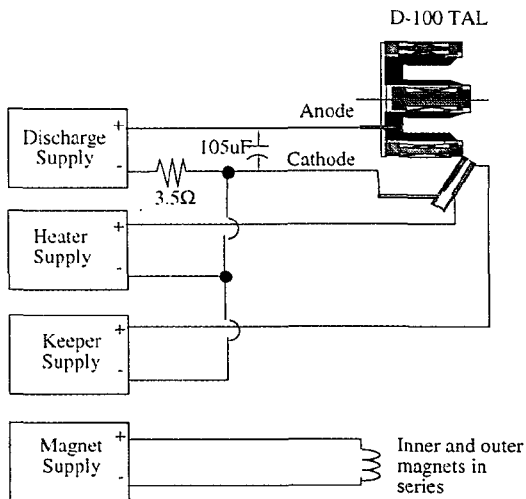 D-100 TAL
Discharge
Supply
+
-
Anode
105uF
Cathode
3.5Ω
Heater
Supply
+
-
Keeper
Supply
+
-
Magnet
Supply
+
-
Inner and outer
magnets in
series